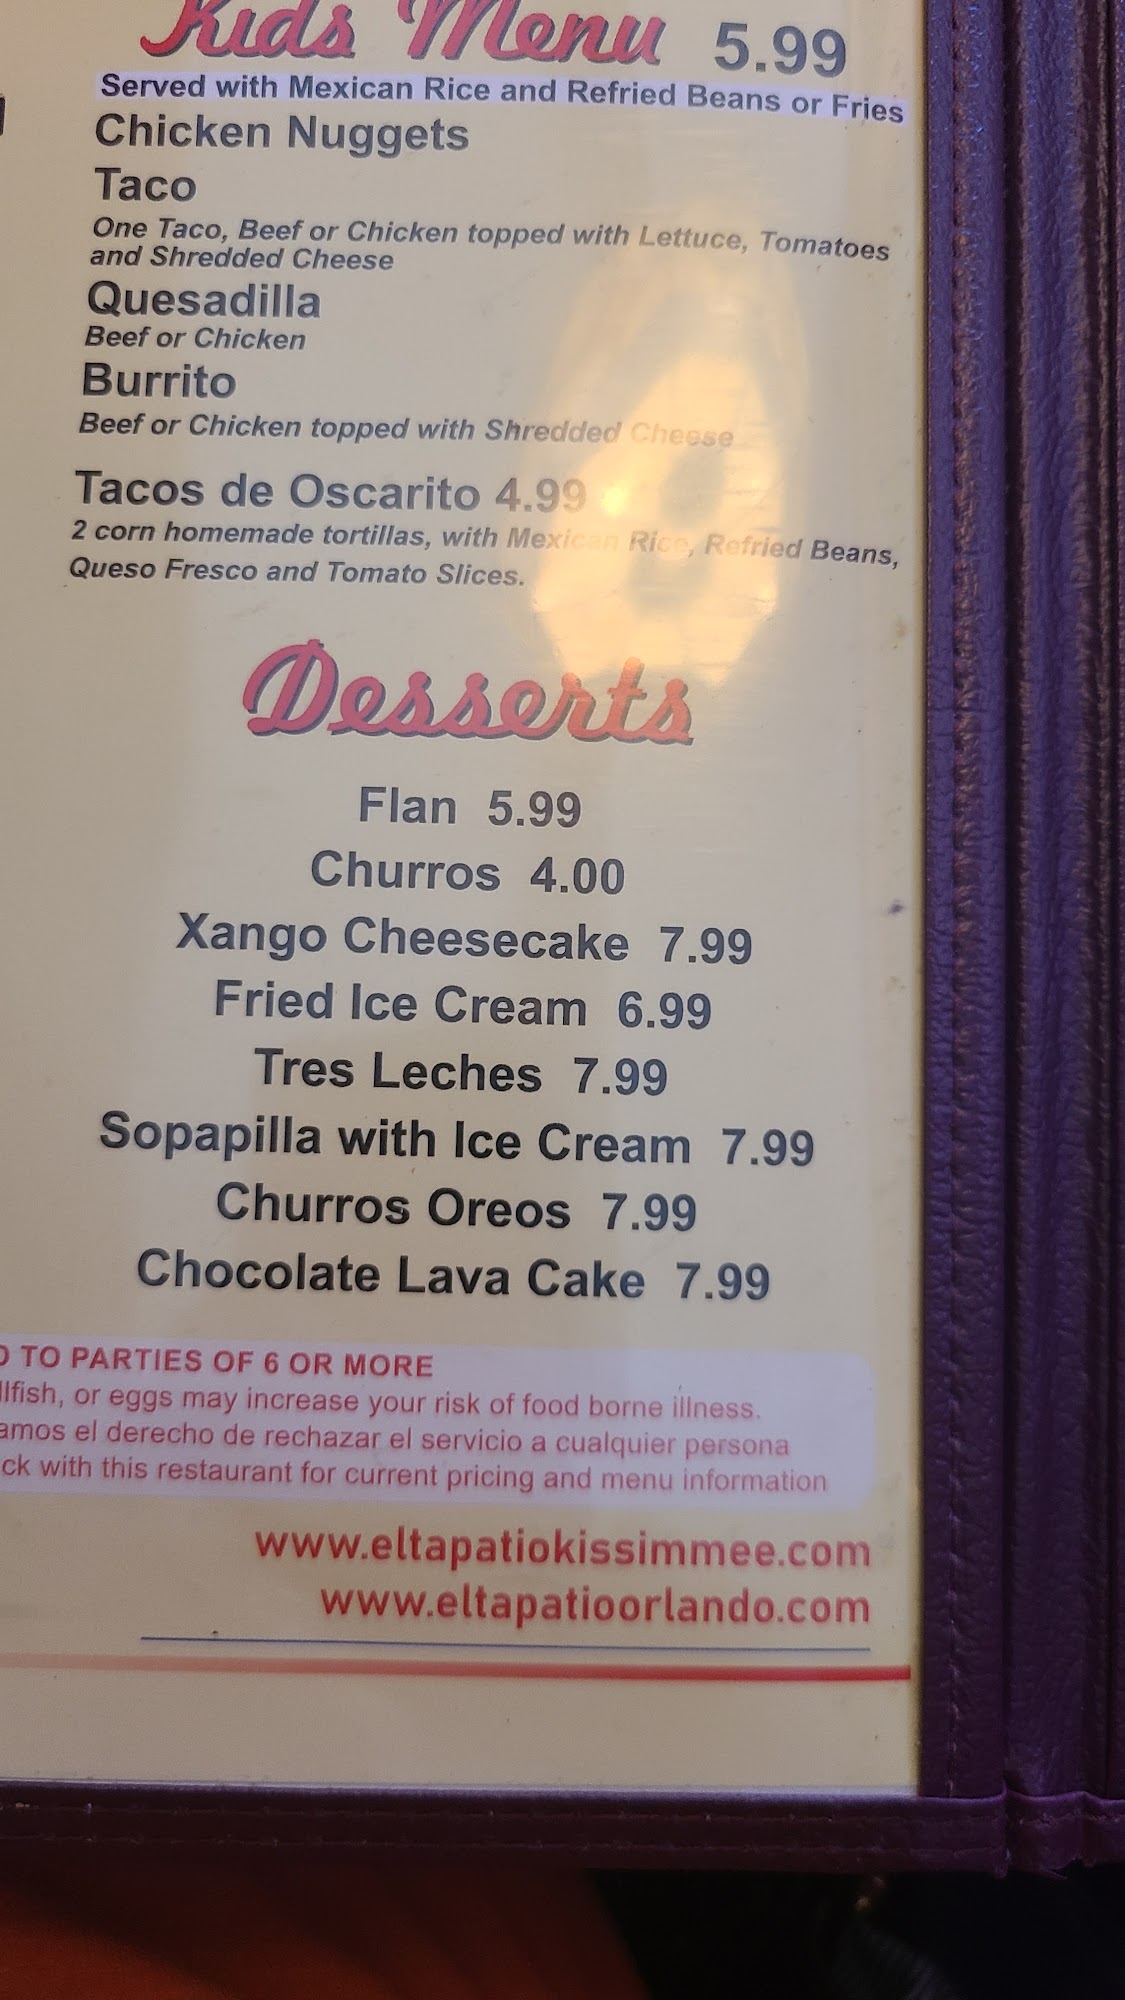 Kids Menu 5.99
Served with Mexican Rice and Refried Beans or Fries
Chicken Nuggets
Taco
One Taco, Beef or Chicken topped with Lettuce, Tomatoes
and Shredded Cheese
Quesadilla
Beef or Chicken
Burrito
Beef or Chicken topped with Shredded Cheese
Tacos de Oscarito 4.99
2 corn homemade tortillas, with Mexican Rice, Refried Beans,
Queso Fresco and Tomato Slices.
Desserts
Flan 5.99
Churros 4.00
Xango Cheesecake 7.99
Fried Ice Cream 6.99
Tres Leches 7.99
Sopapilla with Ice Cream 7.99
Churros Oreos 7.99
Chocolate Lava Cake 7.99
TO PARTIES OF 6 OR MORE
or eggs may increase your risk of food borne illness.
el derecho de rechazar el servicio a cualquier persona
with this restaurant for current pricing and menu information
www.eltapatiokissimmee.com
www.eltapatioorlando.com